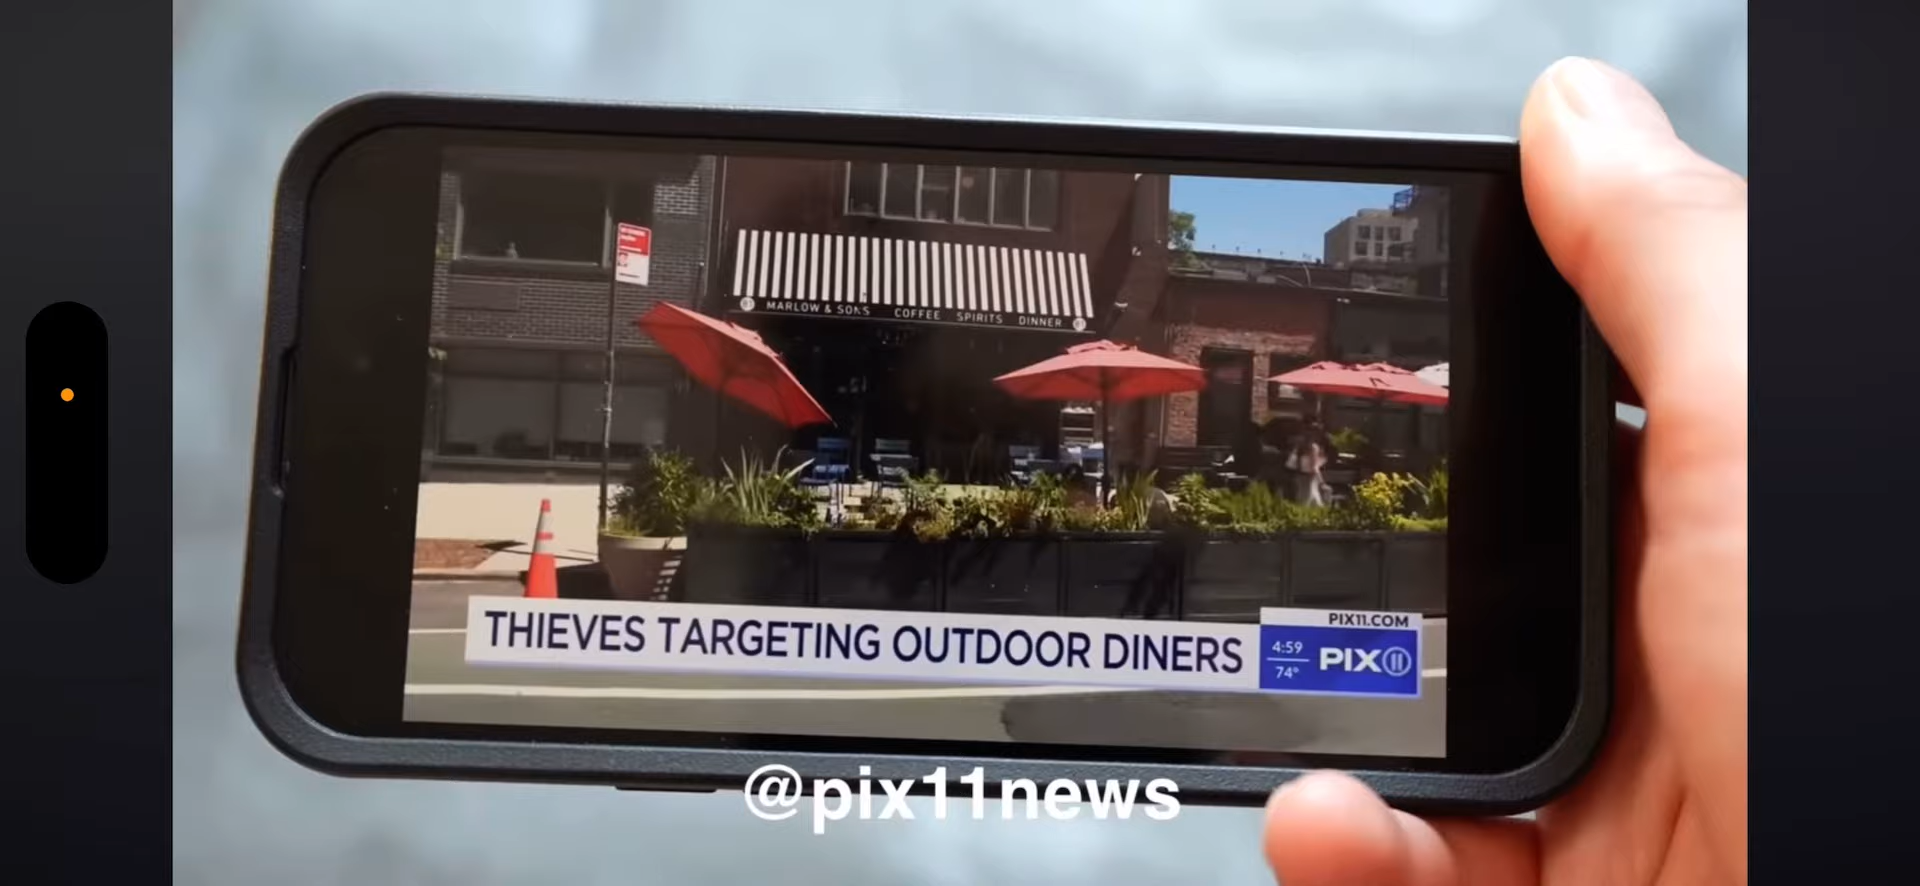 MARLOW & SONS COFFEE SPIRITS DINNER
THIEVES TARGETING OUTDOOR DINERS
PIX11.COM
4:59
74°
PIX11
@pix11news